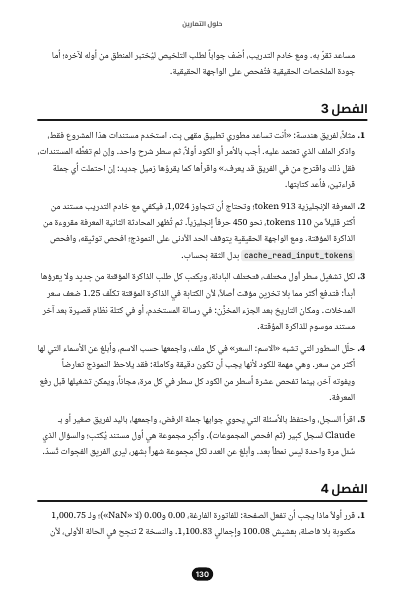 حلول التمارين
مساعد تقرّ به. ومع خادم التدريب، أضف جواباً لطلب التلخيص ليُختبر المنطق من أوله لآخره؛ أما
جودة الملخصات الحقيقية فتُفحص على الواجهة الحقيقية.
الفصل 3
1. مثلاً، لفريق هندسة: «أنت تساعد مطوري تطبيق مقهى بت. استخدم مستندات هذا المشروع فقط،
واذكر الملف الذي تعتمد عليه. أجب بالأمر أو الكود أولاً، ثم سطر شرح واحد. وإن لم تغطّه المستندات،
فقل ذلك واقترح من في الفريق قد يعرف.» واقرأها كما يقرؤها زميل جديد: إن احتملت أي جملة
قراءتين، فأعد كتابتها.
2. المعرفة الإنجليزية 913 token؛ وتحتاج أن تتجاوز 1,024، فيكفي مع خادم التدريب مستند من
أكثر قليلاً من 110 tokens، نحو 450 حرفاً إنجليزياً. ثم تُظهر المحادثة الثانية المعرفة مقروءة من
الذاكرة المؤقتة. ومع الواجهة الحقيقية يتوقف الحد الأدنى على النموذج؛ افحص توثيقه، وافحص
cache_read_input_tokens بدل الثقة بحساب.
3. لكل تشغيل سطر أول مختلف، فتختلف البادئة، ويكتب كل طلب الذاكرة المؤقتة من جديد ولا يقرؤها
أبداً: فتدفع أكثر مما بلا تخزين مؤقت أصلاً، لأن الكتابة في الذاكرة المؤقتة تكلّف 1.25 ضعف سعر
المدخلات. ومكان التاريخ بعد الجزء المخزَّن: في رسالة المستخدم، أو في كتلة نظام قصيرة بعد آخر
مستند موسوم للذاكرة المؤقتة.
4. حلّل السطور التي تشبه «الاسم: السعر» في كل ملف، واجمعها حسب الاسم، وأبلغ عن الأسماء التي لها
أكثر من سعر. وهي مهمة للكود لأنها يجب أن تكون دقيقة وكاملة: فقد يلاحظ النموذج تعارضاً
ويفوته آخر، بينما تفحص عشرة أسطر من الكود كل سطر في كل مرة، مجاناً، ويمكن تشغيلها قبل رفع
المعرفة.
5. اقرأ السجل، واحتفظ بالأسئلة التي يحوي جوابها جملة الرفض، واجمعها، باليد لفريق صغير أو بـ
Claude لسجل كبير (ثم افحص المجموعات). وأكبر مجموعة هي أول مستند يُكتب؛ والسؤال الذي
سُئل مرة واحدة ليس نمطاً بعد. وأبلغ عن العدد لكل مجموعة شهراً بشهر، ليرى الفريق الفجوات تُسدّ.
الفصل 4
1. قرر أولاً ماذا يجب أن تفعل الصفحة: للفاتورة الفارغة، 0.00 و0.00 (لا «NaN»)؛ ولـ 1,000.75
مكتوبة بلا فاصلة، بقشيش 100.08 وإجمالي 1,100.83. والنسخة 2 تنجح في الحالة الأولى، لأن
130